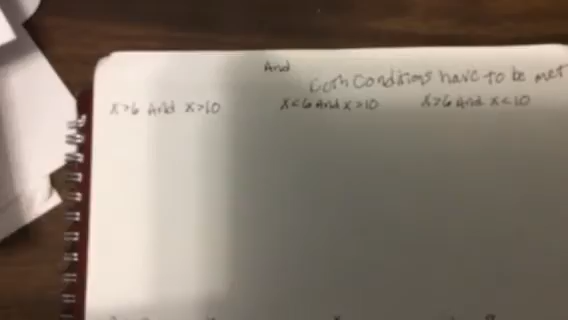 And
both conditions have to be met
x>6 And x>10 x<6 And x>10 x>6 And x<10